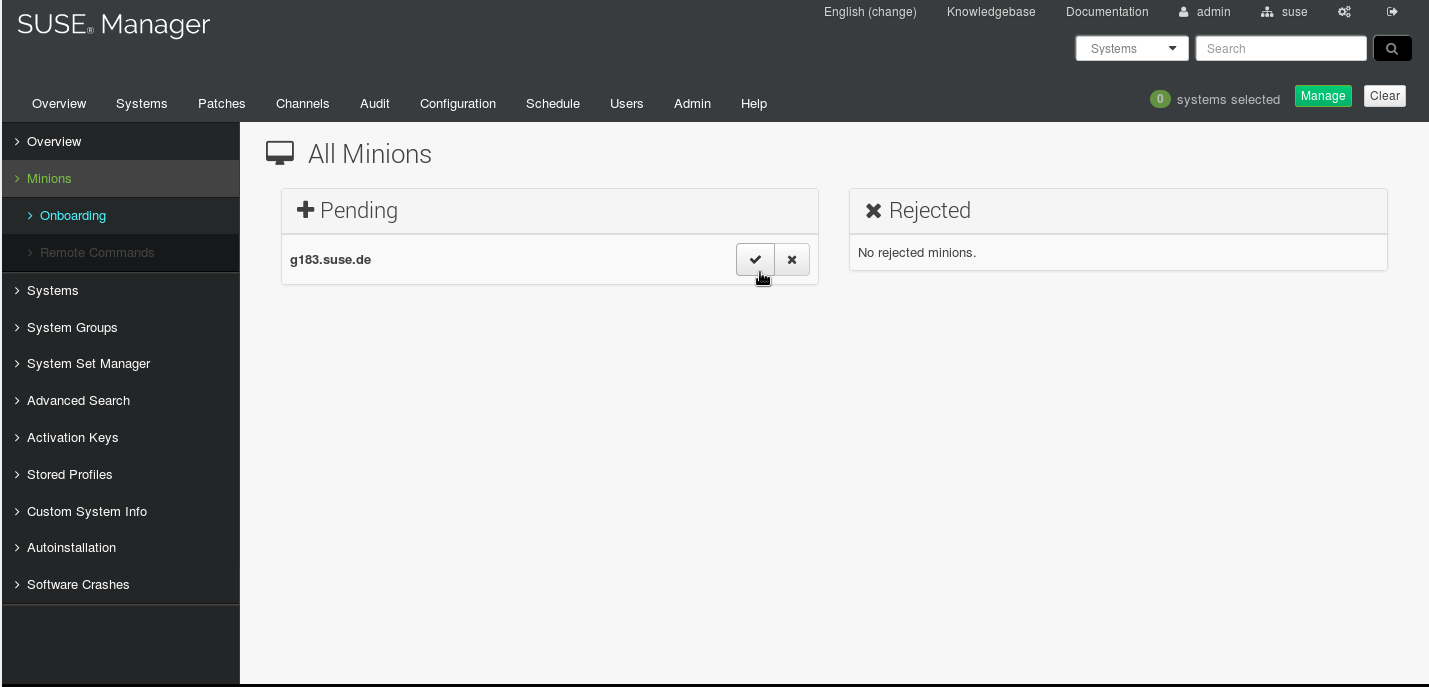 SUSE® Manager
English (change) Knowledgebase Documentation admin suse
Systems Search
Overview Systems Patches Channels Audit Configuration Schedule Users Admin Help
0 systems selected Manage Clear
Overview
Minions
Onboarding
Remote Commands
Systems
System Groups
System Set Manager
Advanced Search
Activation Keys
Stored Profiles
Custom System Info
Autoinstallation
Software Crashes
All Minions
Pending
g183.suse.de
Rejected
No rejected minions.